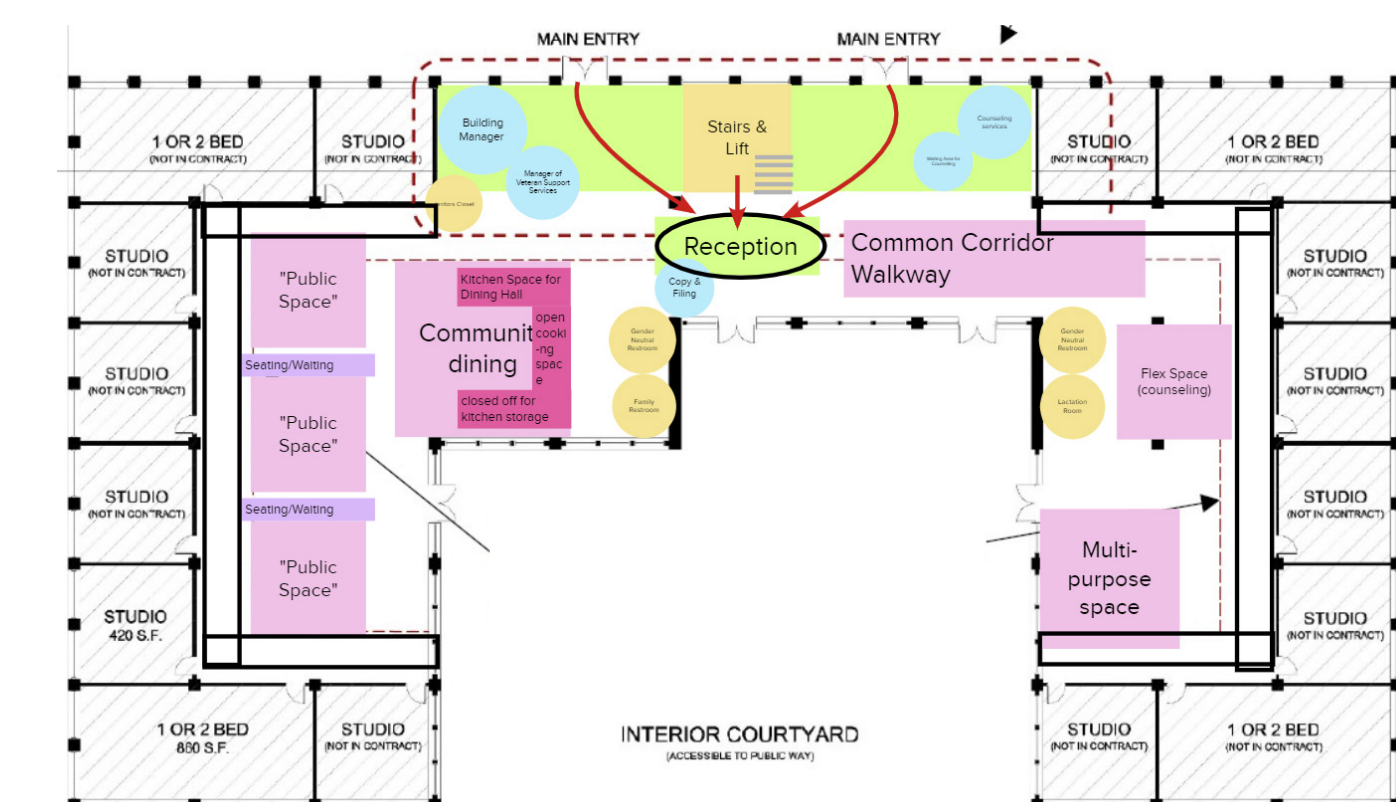 MAIN ENTRY
MAIN ENTRY
1 OR 2 BED
(NOT IN CONTRACT)
STUDIO
(NOT IN CONTRACT)
Building
Manager
Manager of
Veteran Support
Services
Stairs &
Lift
Counseling
services
Waiting Area for
Counseling
STUDIO
(NOT IN CONTRACT)
1 OR 2 BED
(NOT IN CONTRACT)
Closet
Reception
Common Corridor
Walkway
STUDIO
(NOT IN CONTRACT)
"Public
Space"
Kitchen Space for
Dining Hall
Copy &
Filing
STUDIO
(NOT IN CONTRACT)
Communit
dining
open
cooki
-ng
spac
e
Gender
Neutral
Restroom
Gender
Neutral
Restroom
Flex Space
(counseling)
Seating/Waiting
STUDIO
(NOT IN CONTRACT)
STUDIO
(NOT IN CONTRACT)
closed off for
kitchen storage
Family
Restroom
Lactation
Room
"Public
Space"
STUDIO
(NOT IN CONTRACT)
Seating/Waiting
STUDIO
(NOT IN CONTRACT)
"Public
Space"
Multi-
purpose
space
STUDIO
420 S.F.
STUDIO
(NOT IN CONTRACT)
1 OR 2 BED
860 S.F.
STUDIO
(NOT IN CONTRACT)
INTERIOR COURTYARD
(ACCESSIBLE TO PUBLIC WAY)
STUDIO
(NOT IN CONTRACT)
1 OR 2 BED
(NOT IN CONTRACT)